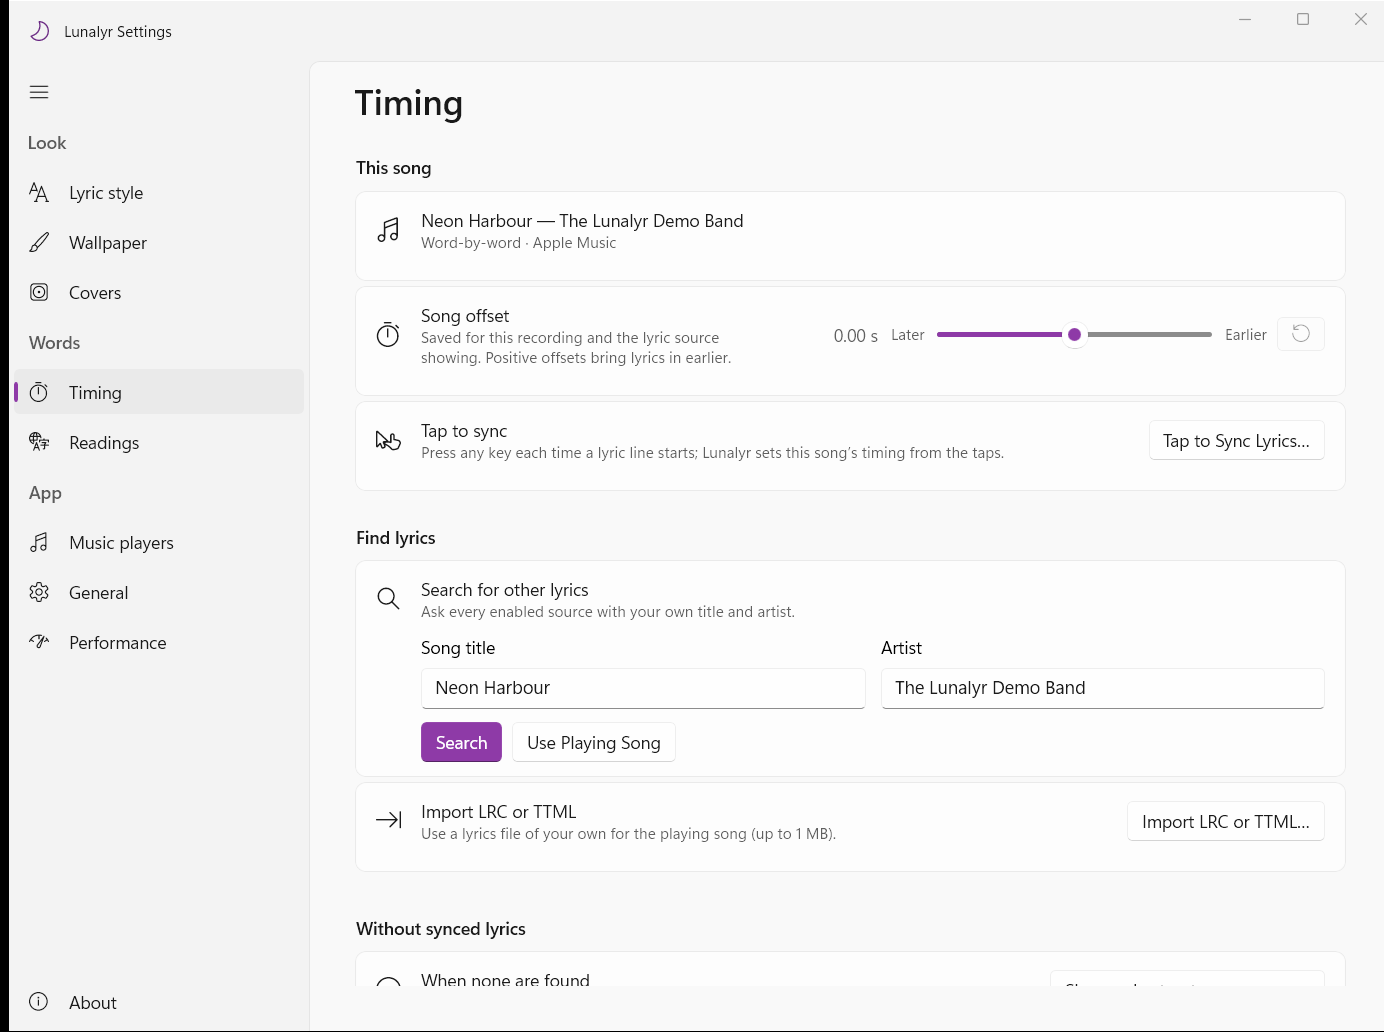 Lunalyr Settings
Look
Lyric style
Wallpaper
Covers
Words
Timing
Readings
App
Music players
General
Performance
About
Timing
This song
Neon Harbour — The Lunalyr Demo Band
Word-by-word · Apple Music
Song offset
Saved for this recording and the lyric source
showing. Positive offsets bring lyrics in earlier.
0.00 s Later Earlier
Tap to sync
Press any key each time a lyric line starts; Lunalyr sets this song’s timing from the taps.
Tap to Sync Lyrics...
Find lyrics
Search for other lyrics
Ask every enabled source with your own title and artist.
Song title Artist
Neon Harbour The Lunalyr Demo Band
Search Use Playing Song
Import LRC or TTML
Use a lyrics file of your own for the playing song (up to 1 MB).
Import LRC or TTML...
Without synced lyrics
When none are found